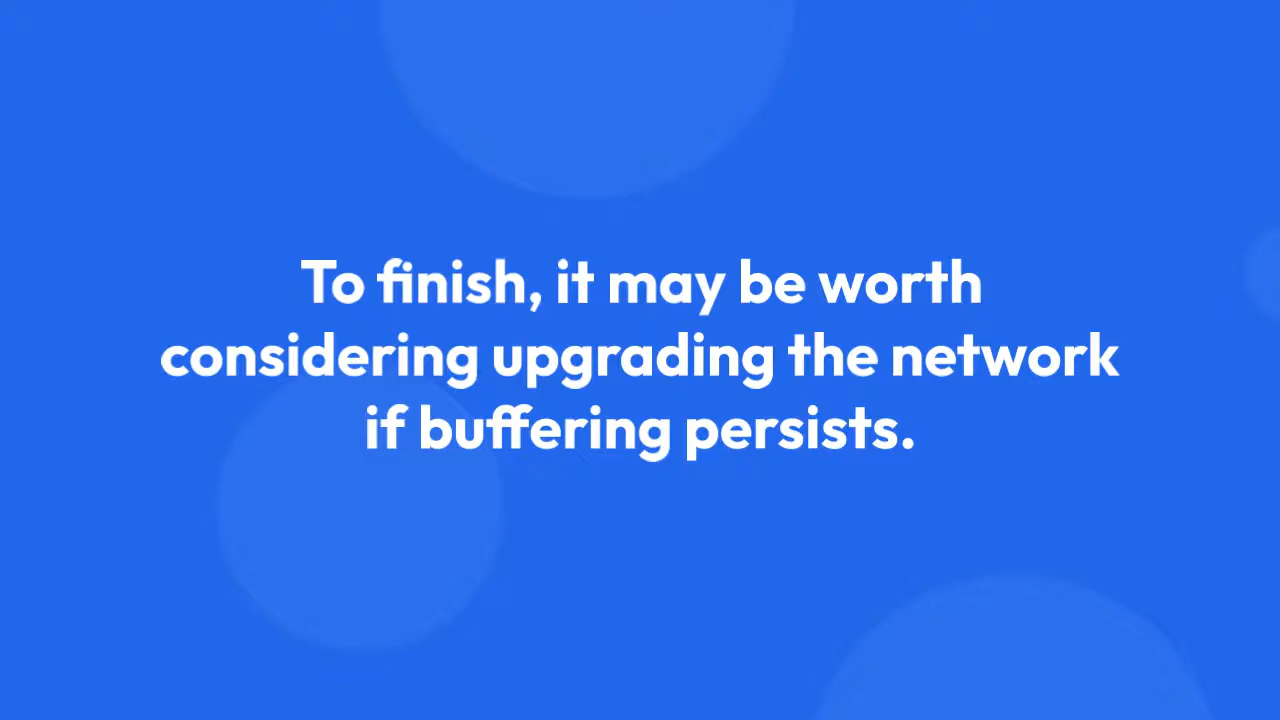 To finish, it may be worth
considering upgrading the network
if buffering persists.